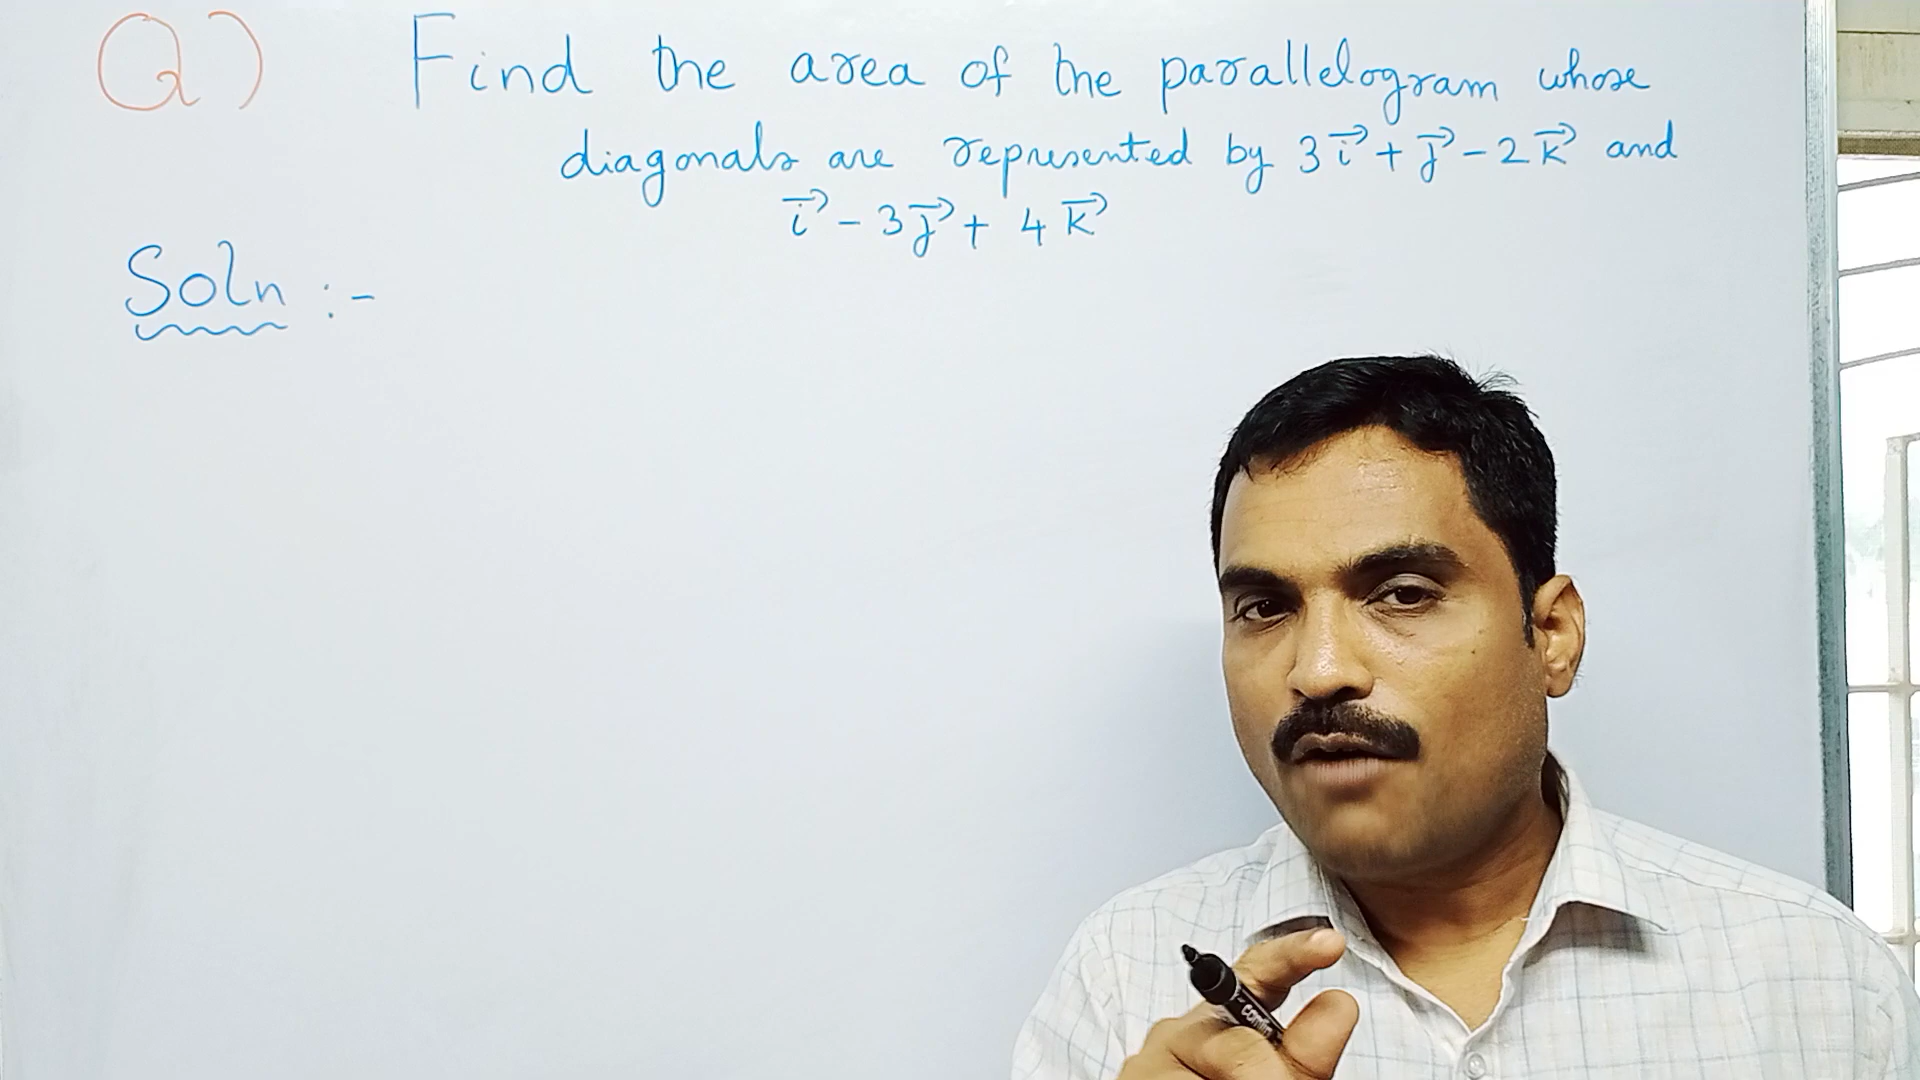 Q) Find the area of the parallelogram whose
diagonals are represented by 3i⃗ + j⃗ - 2k⃗ and
i⃗ - 3j⃗ + 4k⃗
Soln :-